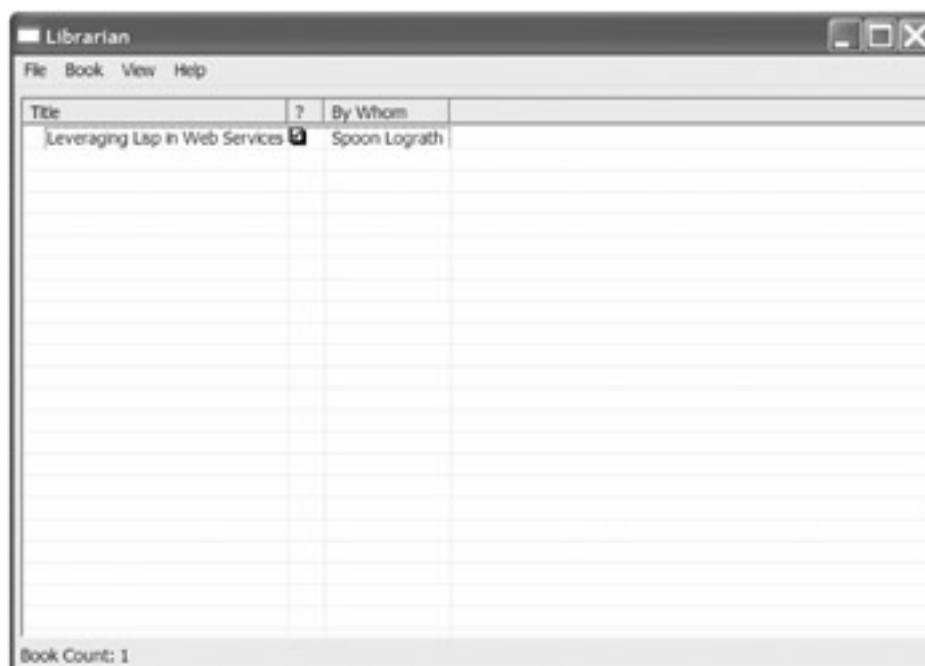 Librarian
File Book View Help
Title ? By Whom
Leveraging Lisp in Web Services Spoon Lograth
Book Count: 1